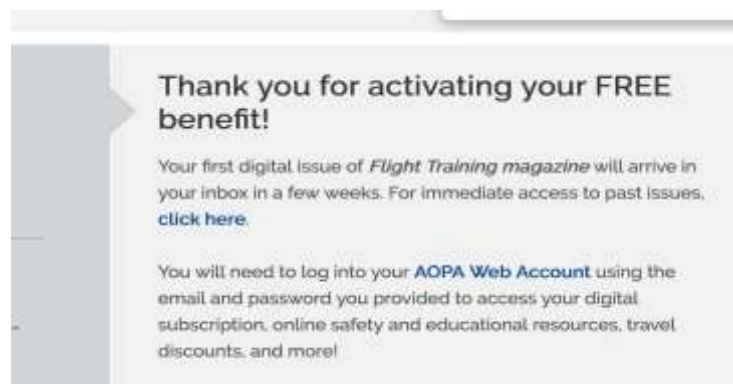 Thank you for activating your FREE
benefit!
Your first digital issue of Flight Training magazine will arrive in
your inbox in a few weeks. For immediate access to past issues,
click here.
You will need to log into your AOPA Web Account using the
email and password you provided to access your digital
subscription, online safety and educational resources, travel
discounts, and more!